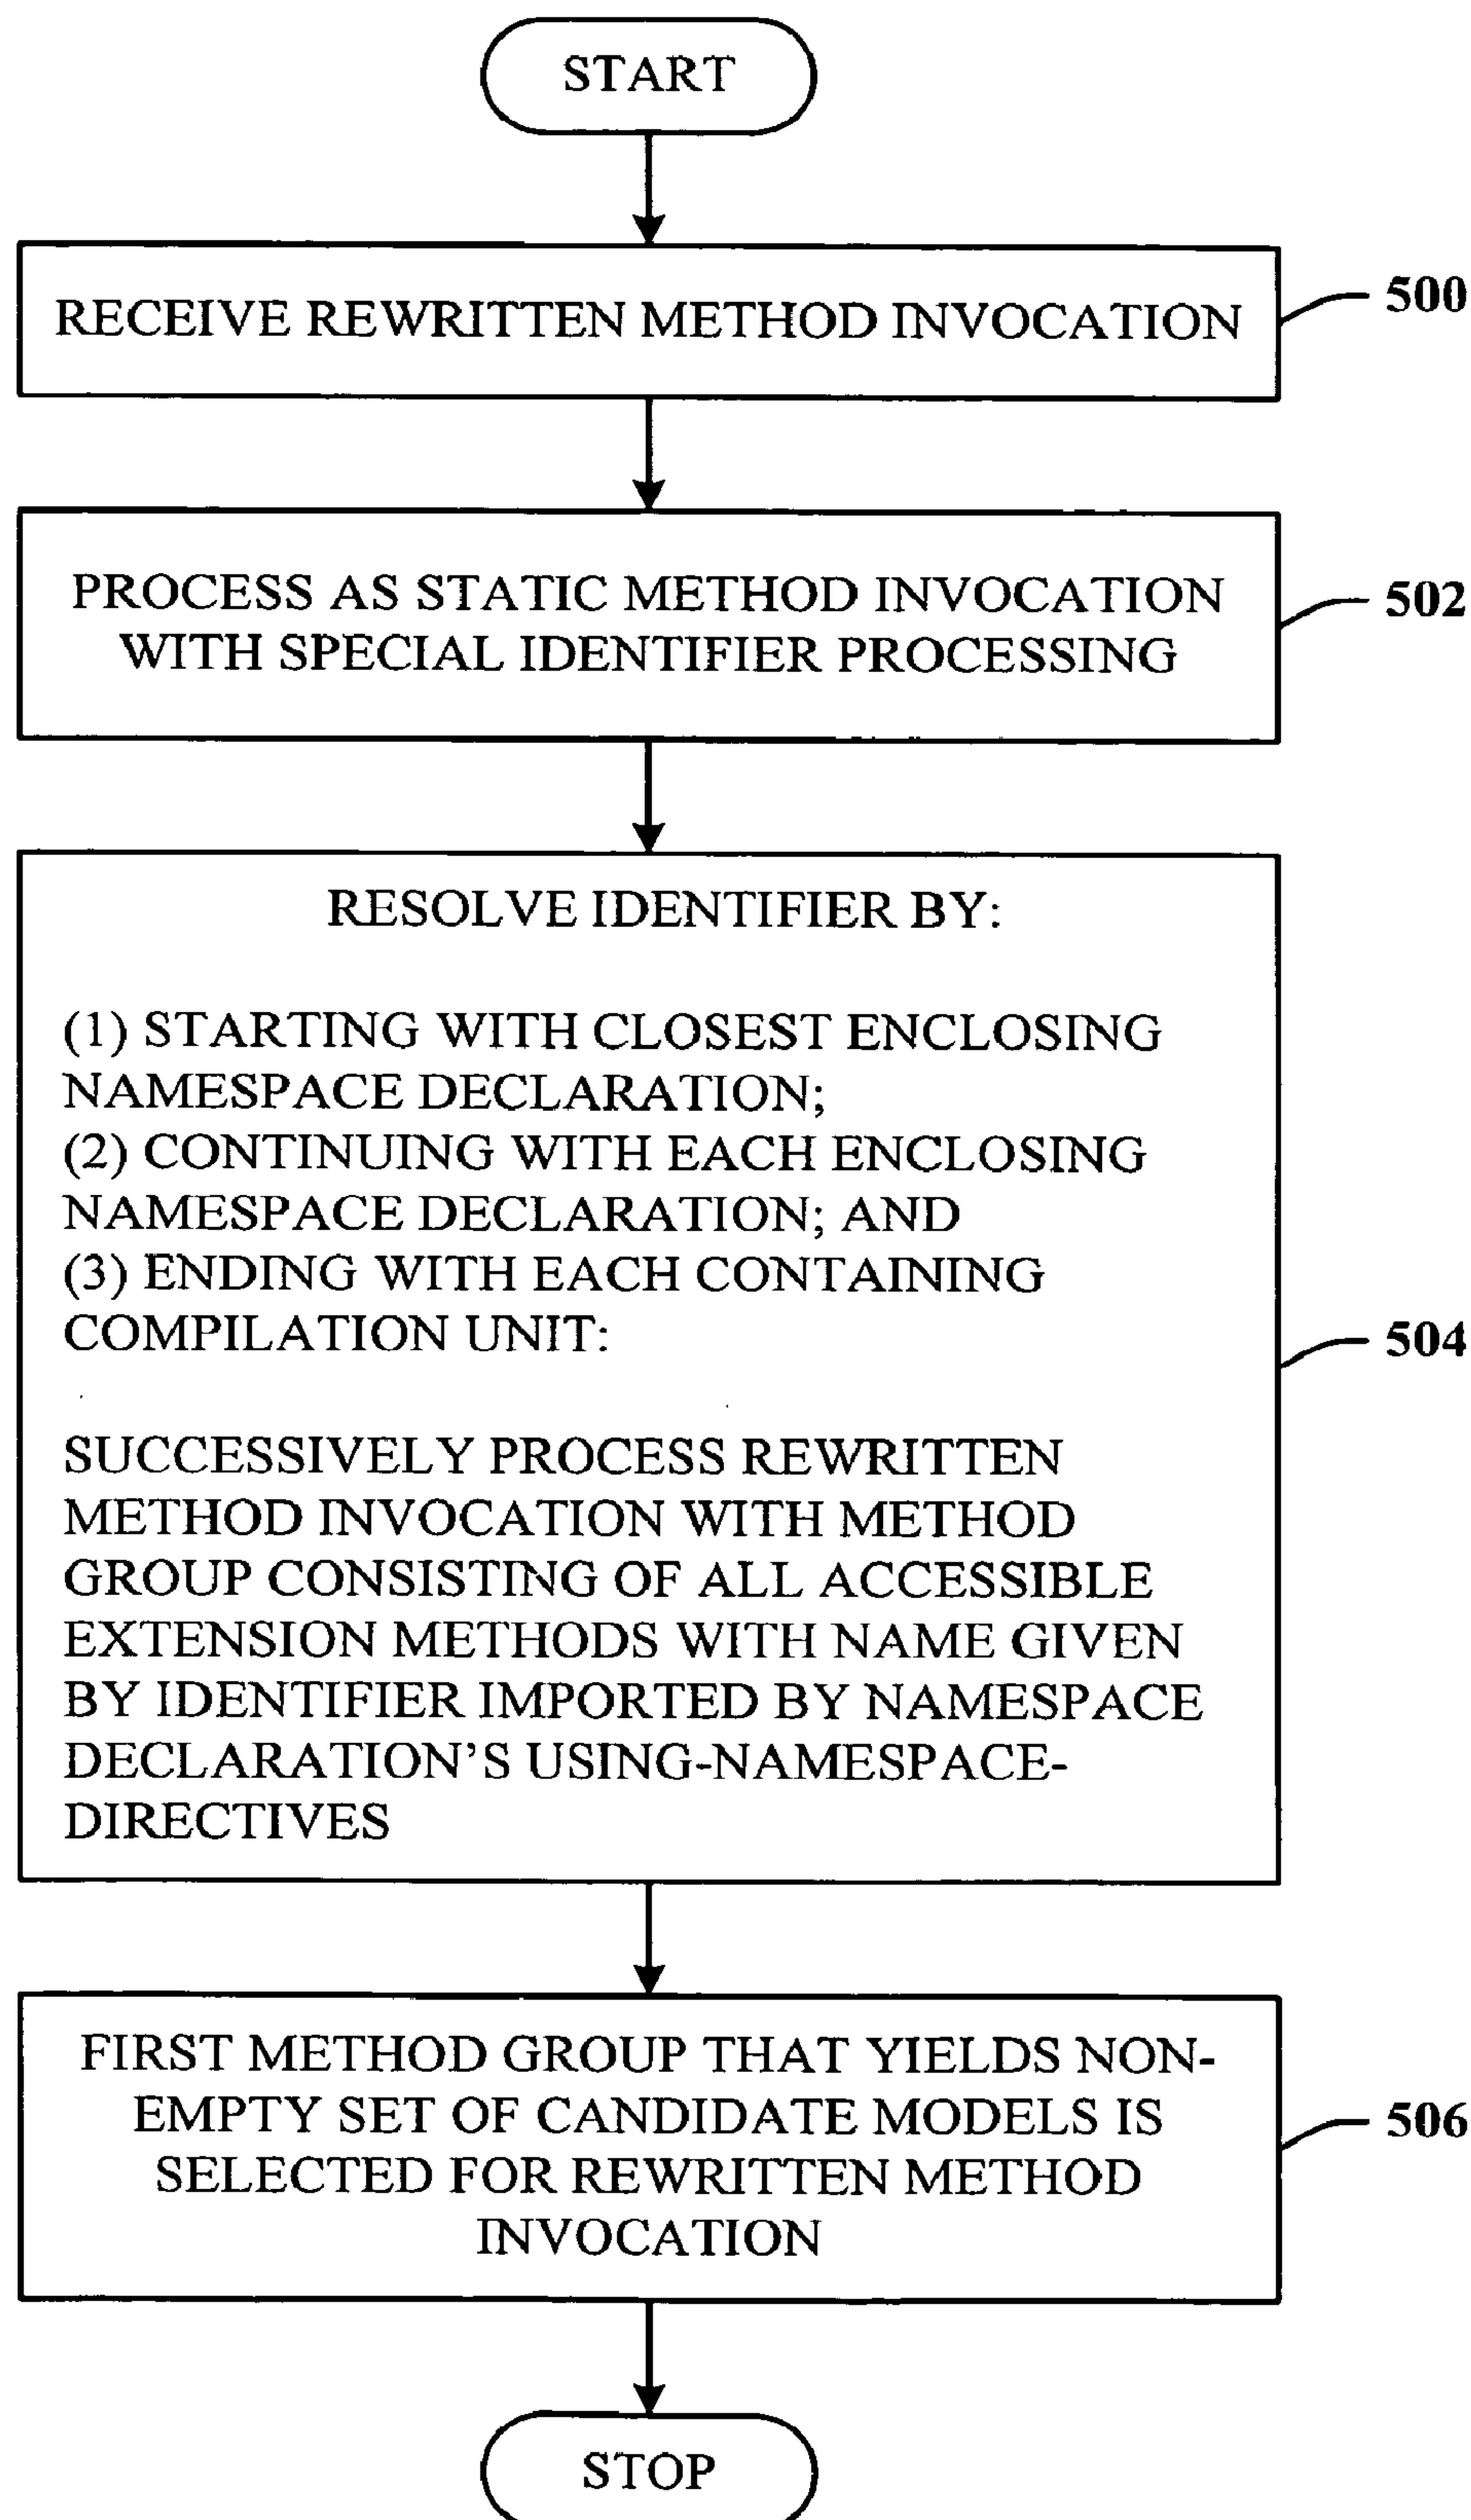 START
RECEIVE REWRITTEN METHOD INVOCATION
500
PROCESS AS STATIC METHOD INVOCATION
WITH SPECIAL IDENTIFIER PROCESSING
502
RESOLVE IDENTIFIER BY:
(1) STARTING WITH CLOSEST ENCLOSING
NAMESPACE DECLARATION;
(2) CONTINUING WITH EACH ENCLOSING
NAMESPACE DECLARATION; AND
(3) ENDING WITH EACH CONTAINING
COMPILATION UNIT:
SUCCESSIVELY PROCESS REWRITTEN
METHOD INVOCATION WITH METHOD
GROUP CONSISTING OF ALL ACCESSIBLE
EXTENSION METHODS WITH NAME GIVEN
BY IDENTIFIER IMPORTED BY NAMESPACE
DECLARATION'S USING-NAMESPACE-
DIRECTIVES
504
FIRST METHOD GROUP THAT YIELDS NON-
EMPTY SET OF CANDIDATE MODELS IS
SELECTED FOR REWRITTEN METHOD
INVOCATION
506
STOP